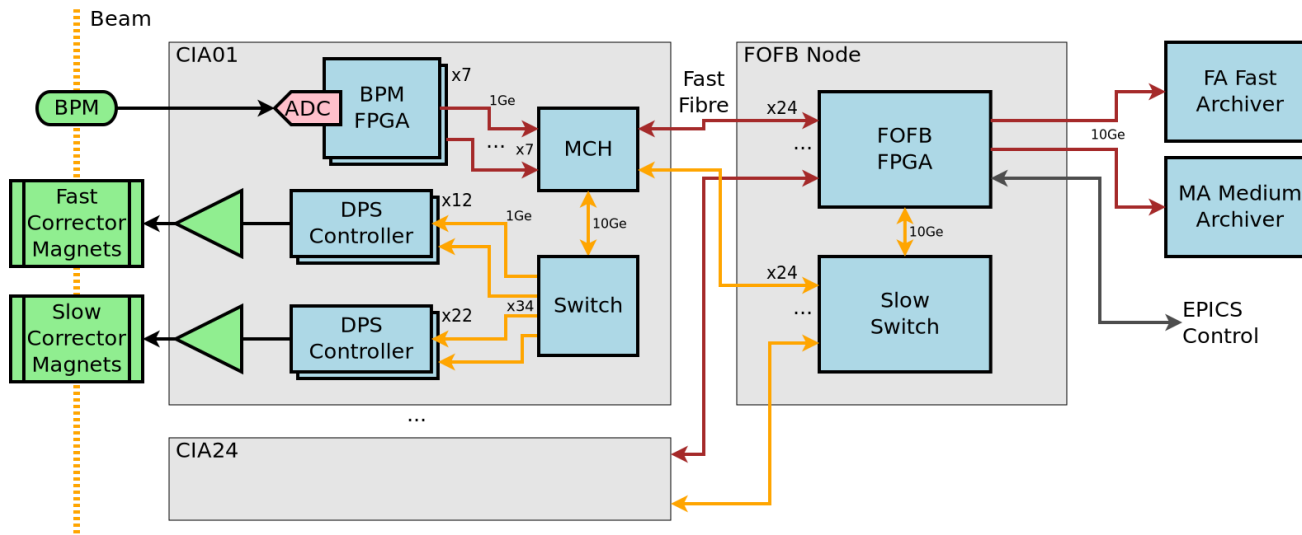 Beam
CIA01
FOFB Node
BPM
ADC
BPM
FPGA
x7
1Ge
...
x7
MCH
Fast
Fibre
x24
...
FOFB
FPGA
10Ge
FA Fast
Archiver
MA Medium
Archiver
Fast
Corrector
Magnets
DPS
Controller
x12
1Ge
10Ge
10Ge
Slow
Corrector
Magnets
DPS
Controller
x22
x34
Switch
x24
...
Slow
Switch
EPICS
Control
...
CIA24